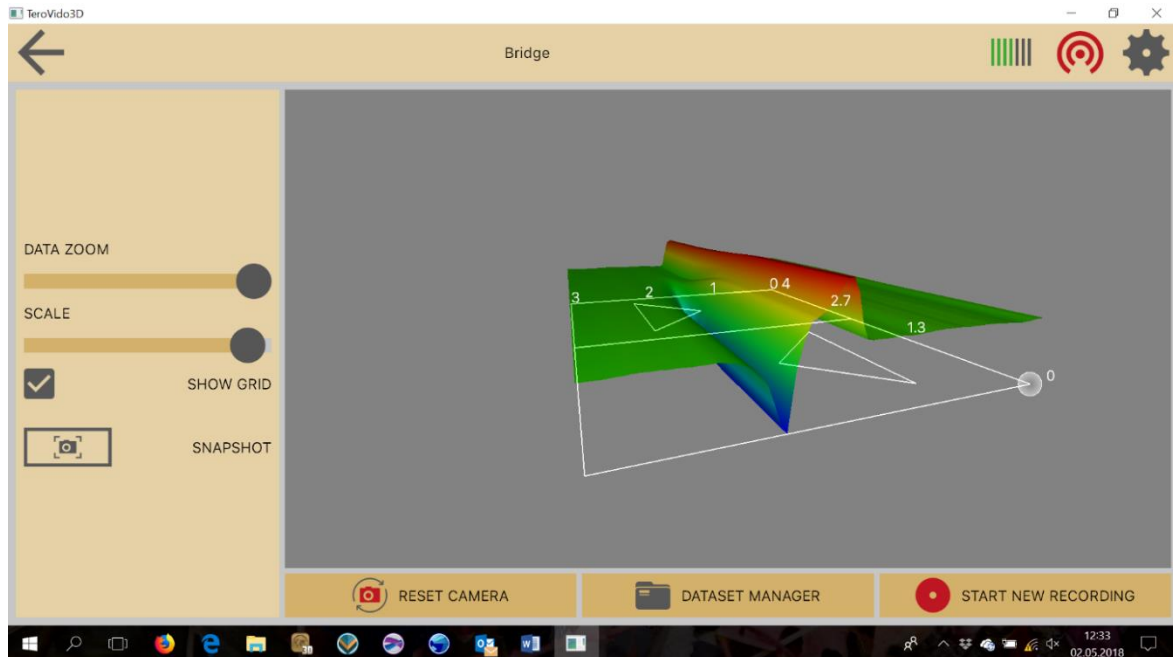 TeroVido3D
Bridge
DATA ZOOM
SCALE
SHOW GRID
SNAPSHOT
3
2
1
0 4
2.7
1.3
0
RESET CAMERA
DATASET MANAGER
START NEW RECORDING
12:33
02.05.2018